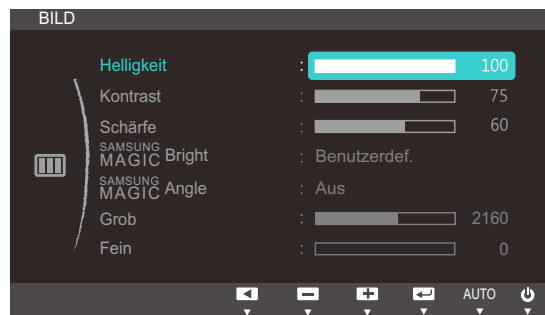 BILD
Helligkeit : 100
Kontrast : 75
Schärfe : 60
SAMSUNG MAGIC Bright : Benutzerdef.
SAMSUNG MAGIC Angle : Aus
Grob : 2160
Fein : 0
AUTO